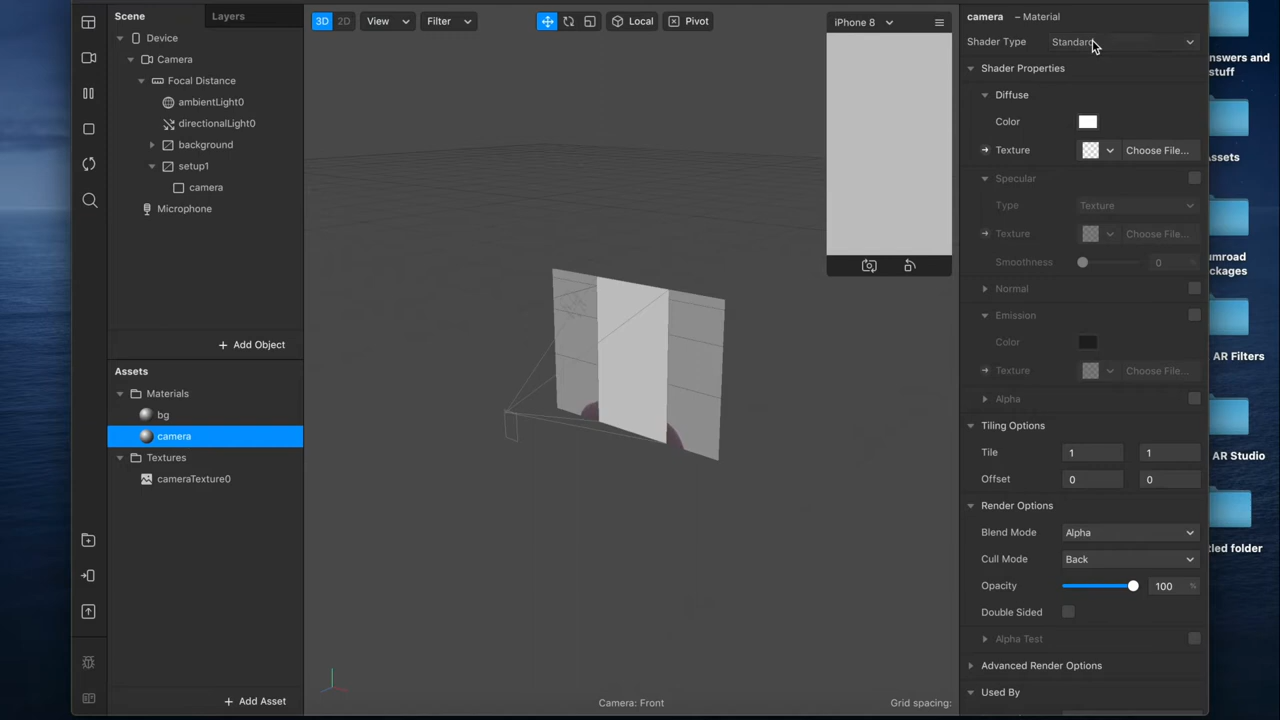 Scene
Layers
Device
Camera
Focal Distance
ambientLight0
directionalLight0
background
setup1
camera
Microphone
Add Object
Assets
Materials
bg
camera
Textures
cameraTexture0
Add Asset
3D
2D
View
Filter
Local
Pivot
iPhone 8
Camera: Front
Grid spacing:
camera – Material
Shader Type
Standard
Shader Properties
Diffuse
Color
Texture
Choose File...
Specular
Type
Texture
Texture
Choose File...
Smoothness
0
%
Normal
Emission
Color
Texture
Choose File...
Alpha
Tiling Options
Tile
1
1
Offset
0
0
Render Options
Blend Mode
Alpha
Cull Mode
Back
Opacity
100
%
Double Sided
Alpha Test
Advanced Render Options
Used By
nswers and
stuff
ssets
umroad
ckages
AR Filters
AR Studio
tled folder